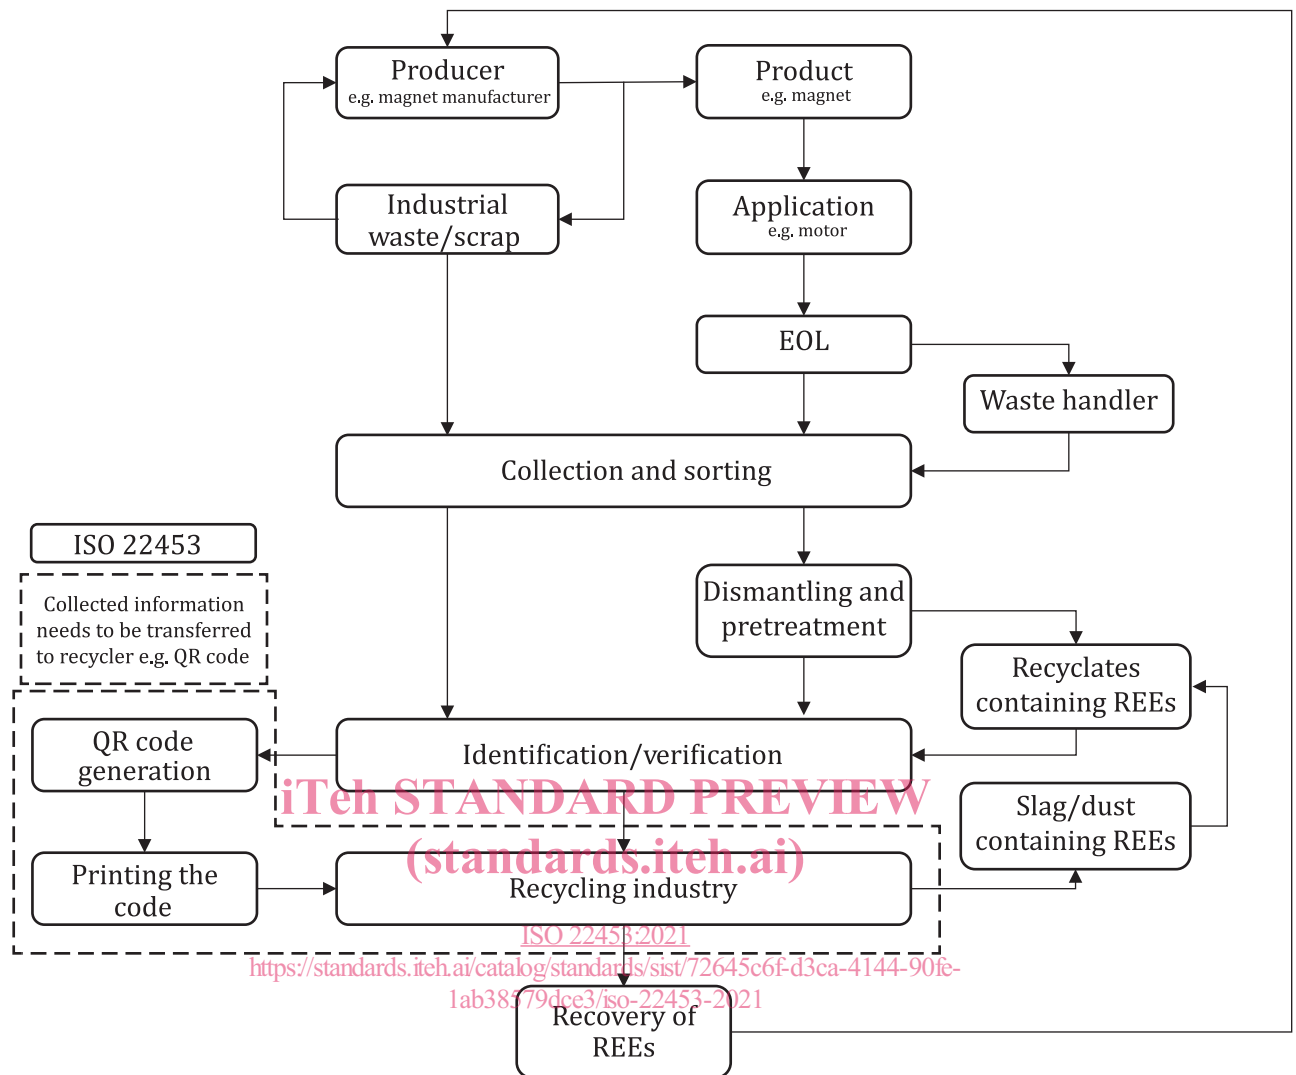 Producer
e.g. magnet manufacturer
Product
e.g. magnet
Industrial
waste/scrap
Application
e.g. motor
EOL
Waste handler
Collection and sorting
ISO 22453
Collected information
needs to be transferred
to recycler e.g. QR code
Dismantling and
pretreatment
Recyclates
containing REEs
QR code
generation
Identification/verification
iTeh STANDARD PREVIEW
(standards.iteh.ai)
Slag/dust
containing REEs
Printing the
code
Recycling industry
ISO 22453:2021
https://standards.iteh.ai/catalog/standards/sist/72645c6f-d3ca-4144-90fe-
1ab38579dce3/iso-22453-2021
Recovery of
REEs